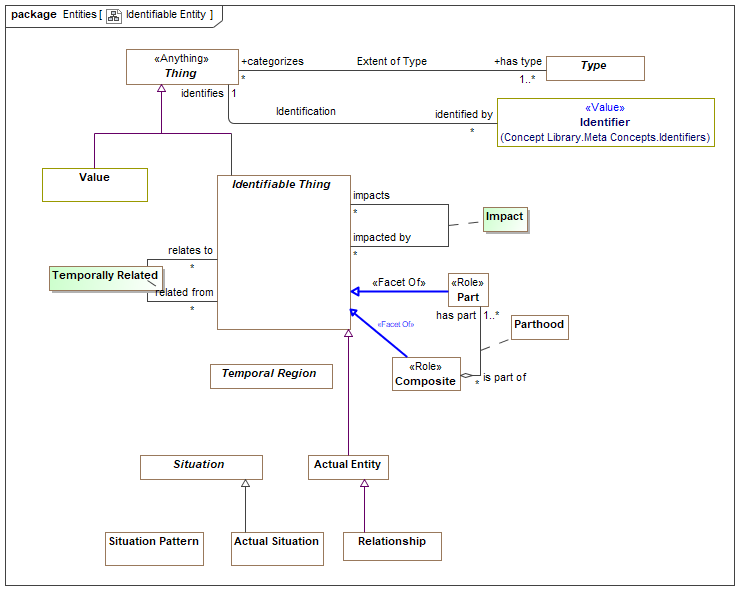 package Entities [ Identifiable Entity ]
«Anything»
Thing
+categorizes
Extent of Type
+has type
*
1..*
Type
identifies
1
Identification
identified by
*
«Value»
Identifier
(Concept Library.Meta Concepts.Identifiers)
Value
Identifiable Thing
impacts
*
Impact
impacted by
*
relates to
*
Temporally Related
related from
*
«Facet Of»
«Role»
Part
has part
1..*
Parthood
«Facet Of»
«Role»
Composite
*
is part of
Temporal Region
Situation
Actual Entity
Situation Pattern
Actual Situation
Relationship